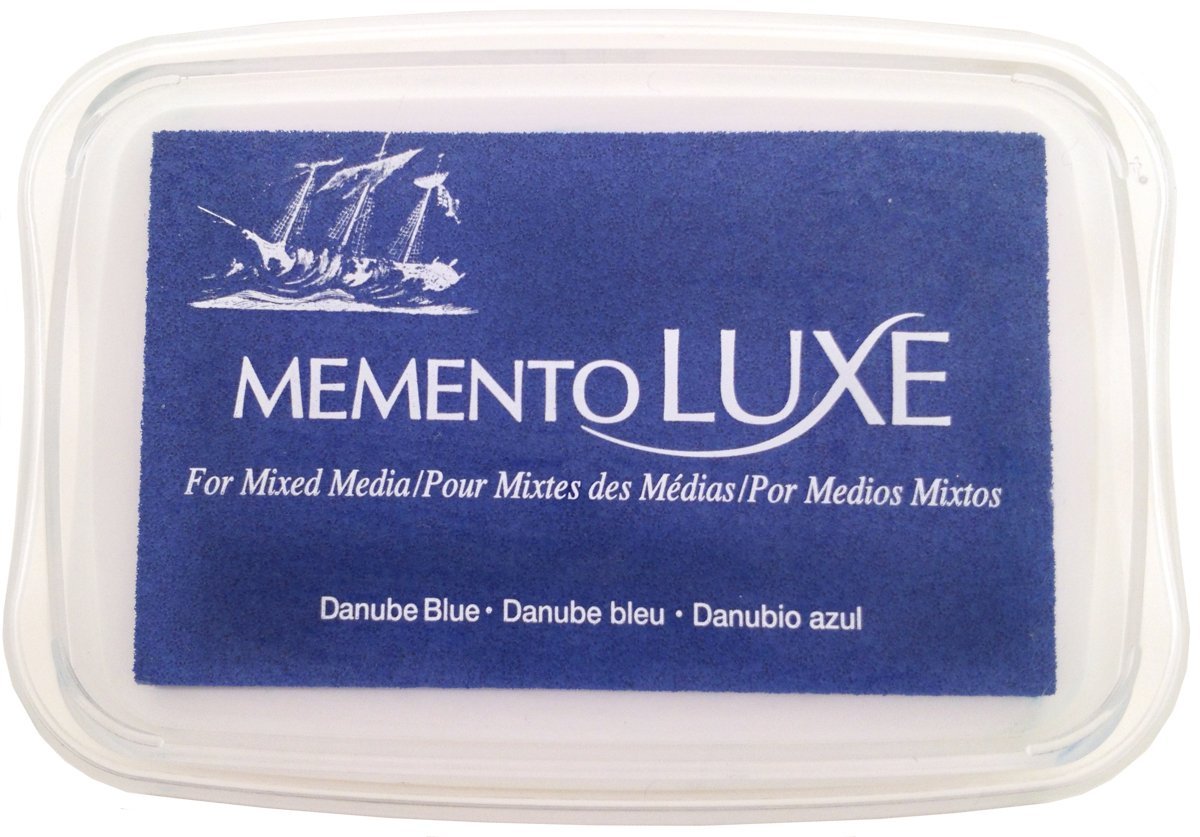 MEMENTO LUXE
For Mixed Media/Pour Mixtes des Médias/Por Medios Mixtos
Danube Blue • Danube bleu • Danubio azul